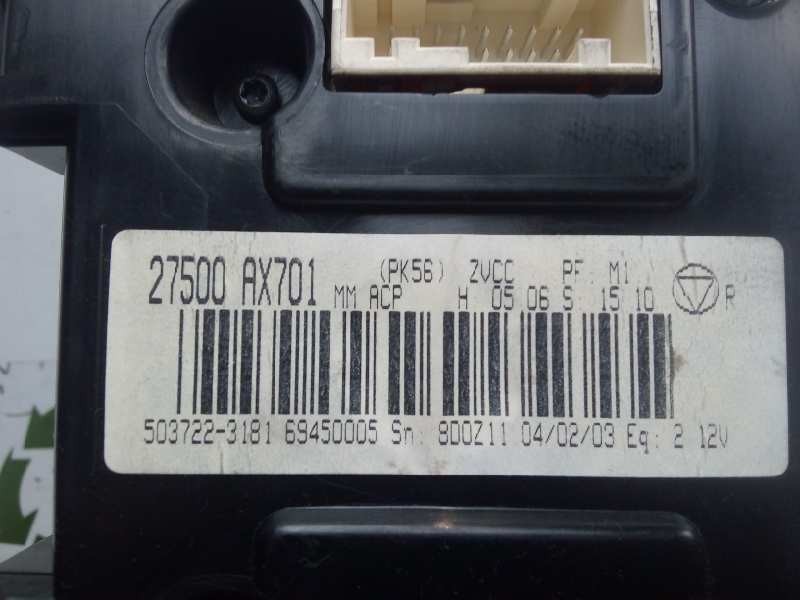 27500 AX701 (PK56) ZVCC PF. M1
MM ACP H 05 06 S 15 10 R
503722-3181 69450005 Sn: 8D0Z11 04/02/03 Eq: 2 12V